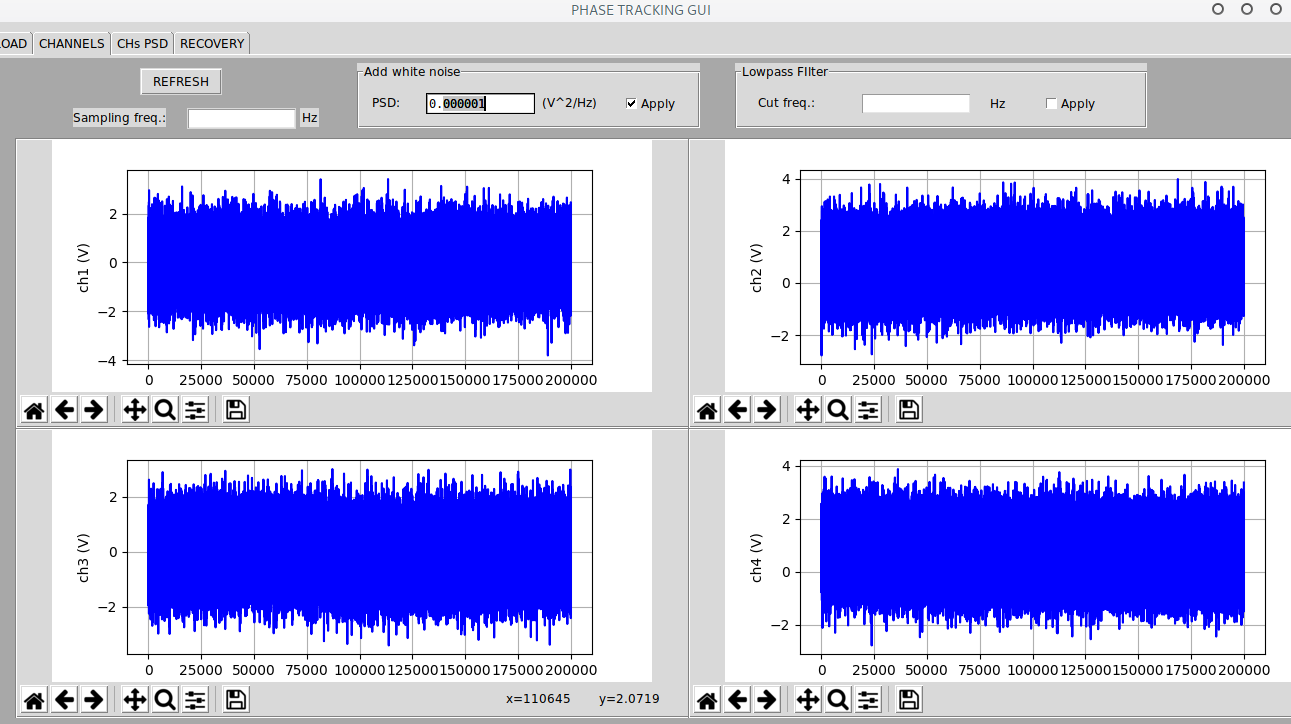 PHASE TRACKING GUI
OAD CHANNELS CHs PSD RECOVERY
REFRESH
Sampling freq.: Hz
Add white noise
PSD: 0.000001 (V^2/Hz) Apply
Lowpass FIlter
Cut freq.: Hz Apply
ch1 (V)
2
0
−2
−4
0 25000 50000 75000 100000 125000 150000 175000 200000
ch2 (V)
4
2
0
−2
0 25000 50000 75000 100000 125000 150000 175000 200000
ch3 (V)
2
0
−2
0 25000 50000 75000 100000 125000 150000 175000 200000
x=110645 y=2.0719
ch4 (V)
4
2
0
−2
0 25000 50000 75000 100000 125000 150000 175000 200000